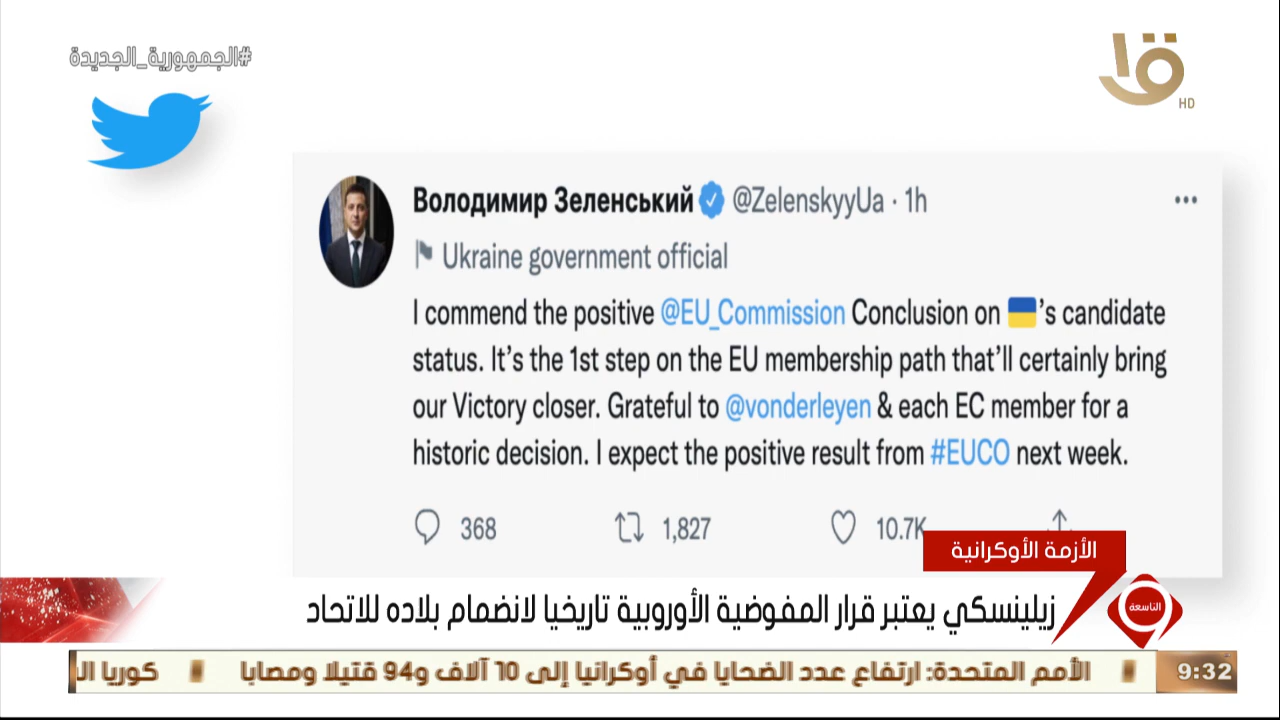 #الجمهورية_الجديدة
HD
Володимир Зеленський @ZelenskyyUa · 1h
Ukraine government official
I commend the positive @EU_Commission Conclusion on 🇺🇦's candidate
status. It's the 1st step on the EU membership path that'll certainly bring
our Victory closer. Grateful to @vonderleyen & each EC member for a
historic decision. I expect the positive result from #EUCO next week.
368 1,827 10.7K
الأزمة الأوكرانية
التاسعة
زيلينسكي يعتبر قرار المفوضية الأوروبية تاريخيا لانضمام بلاده للاتحاد
9:32 الأمم المتحدة: ارتفاع عدد الضحايا في أوكرانيا إلى 10 آلاف و94 قتيلا ومصابا كوريا